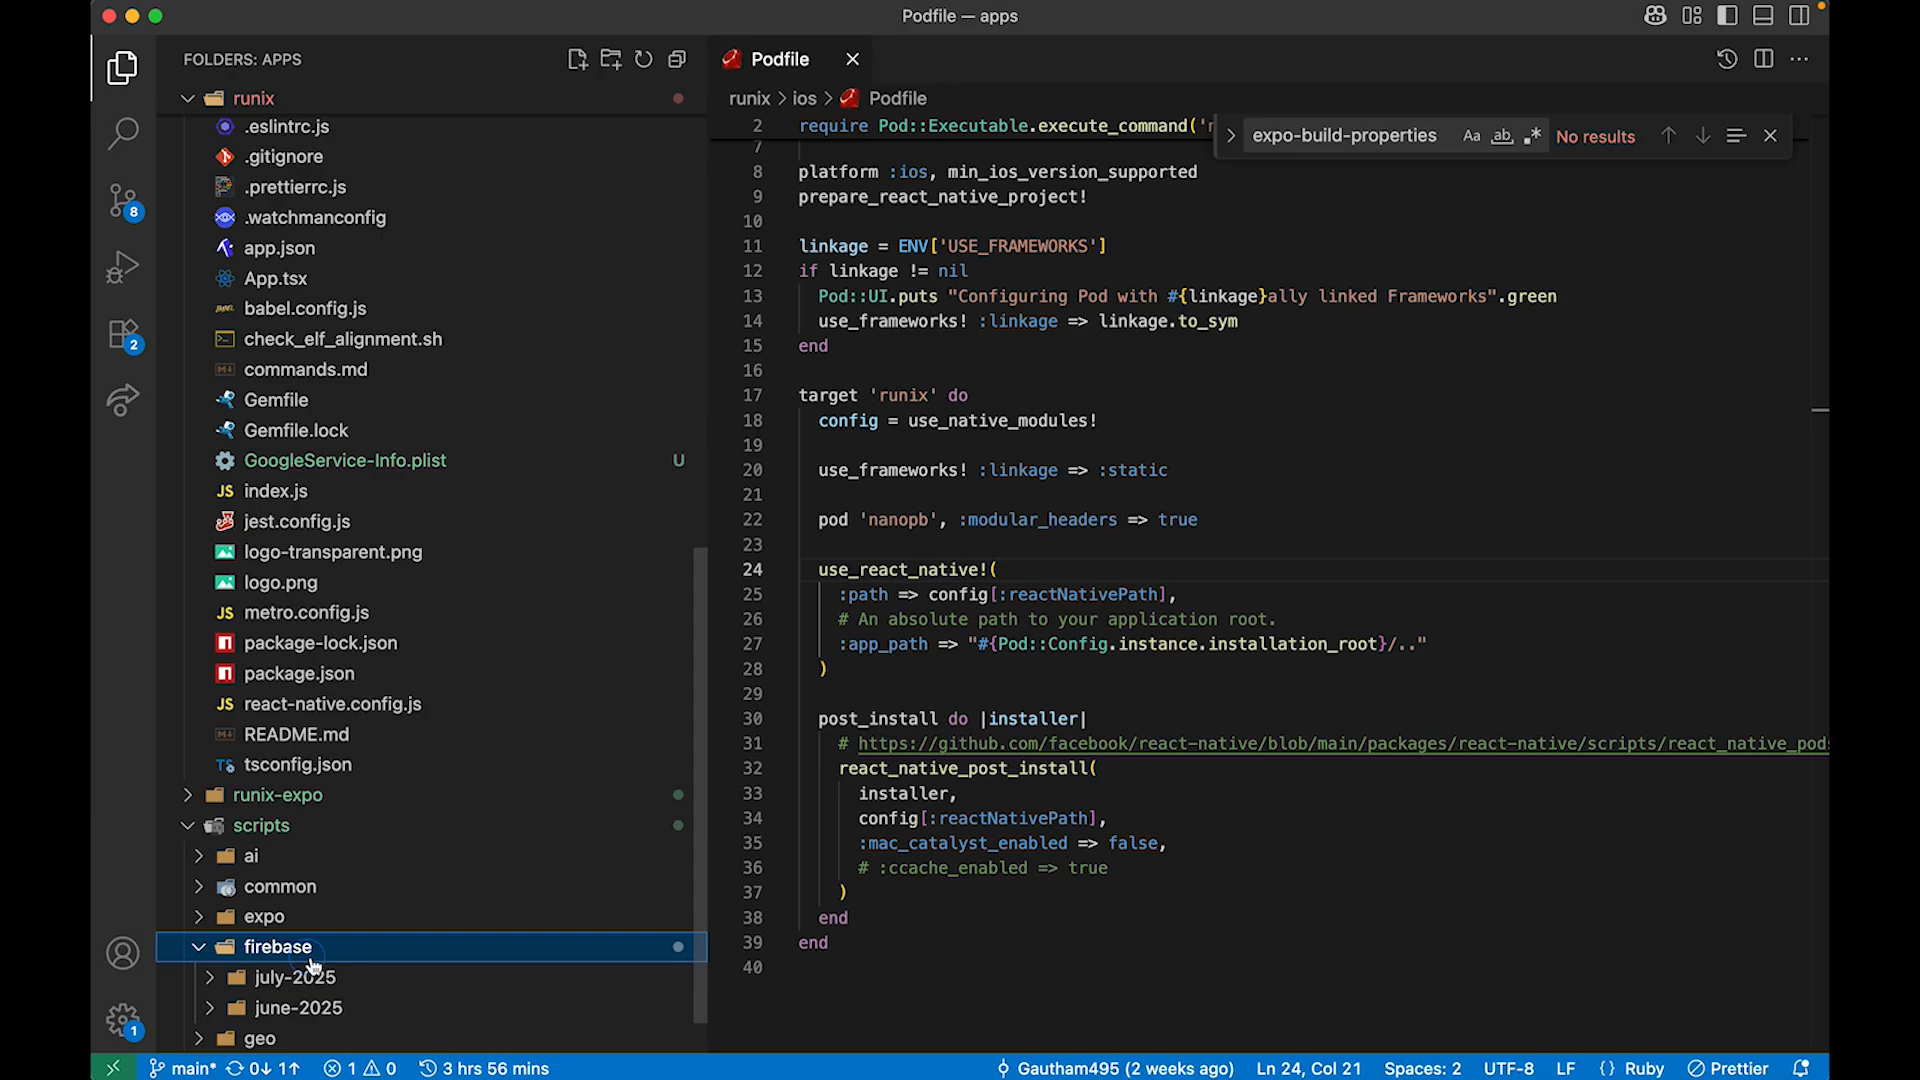 Podfile — apps
FOLDERS: APPS
runix
.eslintrc.js
.gitignore
.prettierrc.js
.watchmanconfig
app.json
App.tsx
babel.config.js
check_elf_alignment.sh
commands.md
Gemfile
Gemfile.lock
GoogleService-Info.plist U
JS index.js
jest.config.js
logo-transparent.png
logo.png
JS metro.config.js
package-lock.json
package.json
JS react-native.config.js
README.md
TS tsconfig.json
runix-expo
scripts
ai
common
expo
firebase
july-2025
june-2025
geo
8
2
1
Podfile
runix > ios > Podfile
expo-build-properties Aa ab No results
2 require Pod::Executable.execute_command('
7
8 platform :ios, min_ios_version_supported
9 prepare_react_native_project!
10
11 linkage = ENV['USE_FRAMEWORKS']
12 if linkage != nil
13 Pod::UI.puts "Configuring Pod with #{linkage}ally linked Frameworks".green
14 use_frameworks! :linkage => linkage.to_sym
15 end
16
17 target 'runix' do
18 config = use_native_modules!
19
20 use_frameworks! :linkage => :static
21
22 pod 'nanopb', :modular_headers => true
23
24 use_react_native!(
25 :path => config[:reactNativePath],
26 # An absolute path to your application root.
27 :app_path => "#{Pod::Config.instance.installation_root}/.."
28 )
29
30 post_install do |installer|
31 # https://github.com/facebook/react-native/blob/main/packages/react-native/scripts/react_native_pod
32 react_native_post_install(
33 installer,
34 config[:reactNativePath],
35 :mac_catalyst_enabled => false,
36 # :ccache_enabled => true
37 )
38 end
39 end
40
main* 0↓ 1↑ 1 0 3 hrs 56 mins Gautham495 (2 weeks ago) Ln 24, Col 21 Spaces: 2 UTF-8 LF {} Ruby Prettier